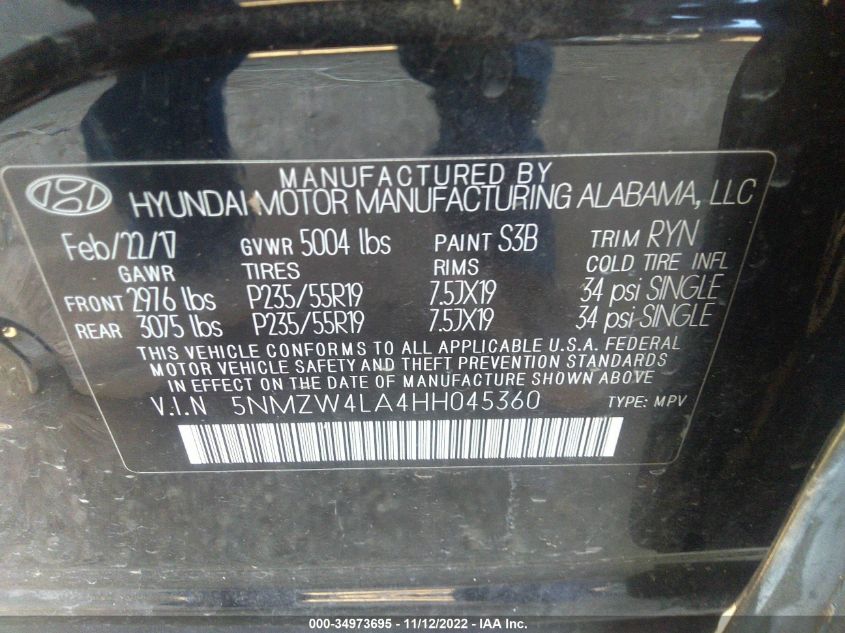 MANUFACTURED BY
HYUNDAI MOTOR MANUFACTURING ALABAMA, LLC
Feb/22/17 GVWR 5004 lbs PAINT S3B TRIM RYN
GAWR TIRES RIMS COLD TIRE INFL
FRONT 2976 lbs P235/55R19 7.5JX19 34 psi SINGLE
REAR 3075 lbs P235/55R19 7.5JX19 34 psi SINGLE
THIS VEHICLE CONFORMS TO ALL APPLICABLE U.S.A. FEDERAL
MOTOR VEHICLE SAFETY AND THEFT PREVENTION STANDARDS
IN EFFECT ON THE DATE OF MANUFACTURE SHOWN ABOVE
V.I.N 5NMZW4LA4HH045360 TYPE: MPV
000-34973695 - 11/12/2022 - IAA Inc.